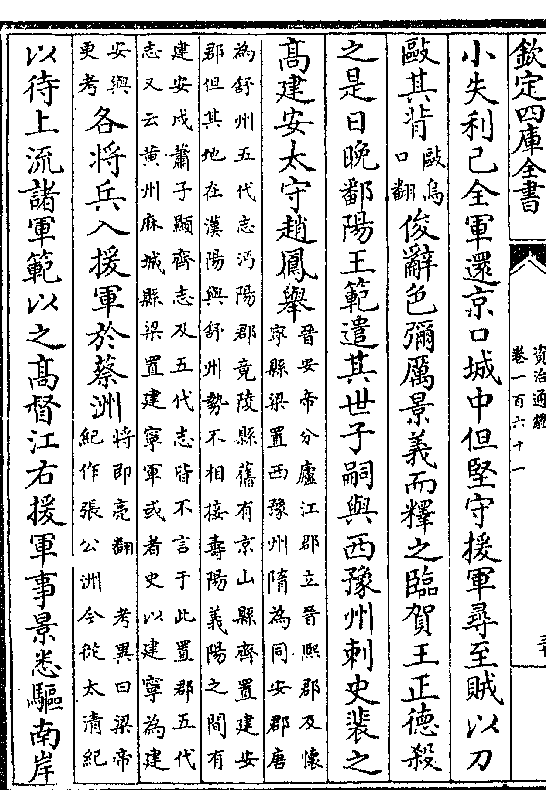 欽定四庫全書
資治通鑑
卷一百六十一
小失利已全軍還京口城中但堅守援軍尋至賊以刀
毆其背毆烏口翻俊辭色彌厲景義而釋之臨賀王正德殺
之是日晚鄱陽王範遣其世子嗣與西豫州刺史裴之
高建安太守趙鳳舉晉安帝分廬江郡立晉熙郡及懷寧縣梁置西豫州隋為同安郡唐
為舒州五代志沔陽郡竟陵縣舊有京山縣齊置建安郡但其地在漢陽與舒州勢不相接壽陽義陽之間有
建安戍蕭子顯齊志及五代志皆不言于此置郡五代志又云黄州麻城縣梁置建寧軍或者史以建寧為建
安與更考各將兵入援軍於蔡洲將即亮翻考異曰梁帝紀作張公洲今從太清紀
以待上流諸軍範以之高督江右援軍事景悉驅南岸